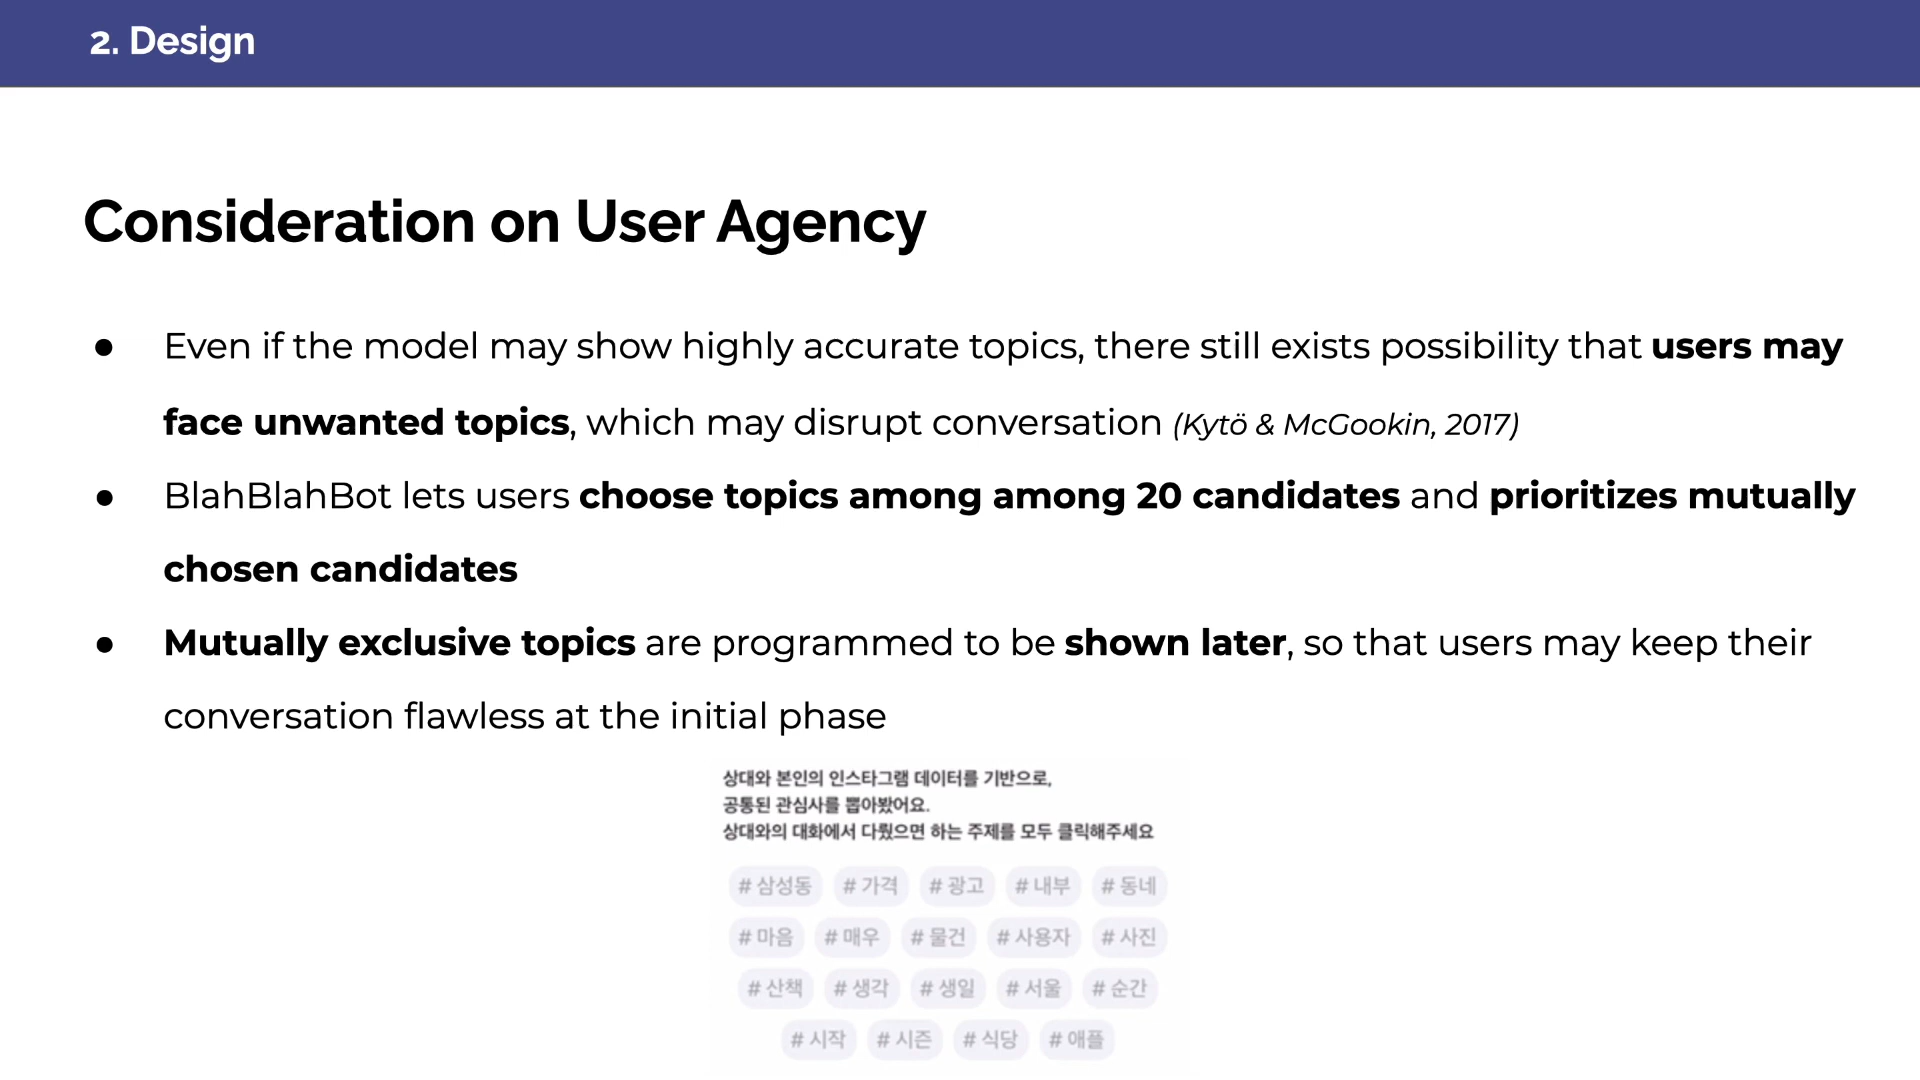 2. Design
Consideration on User Agency
● Even if the model may show highly accurate topics, there still exists possibility that users may
face unwanted topics, which may disrupt conversation (Kytö & McGookin, 2017)
● BlahBlahBot lets users choose topics among among 20 candidates and prioritizes mutually
chosen candidates
● Mutually exclusive topics are programmed to be shown later, so that users may keep their
conversation flawless at the initial phase
상대와 본인의 인스타그램 데이터를 기반으로,
공통된 관심사를 뽑아봤어요.
상대와의 대화에서 다뤘으면 하는 주제를 모두 클릭해주세요
# 삼성동 # 가격 # 광고 # 내부 # 동네
# 마음 # 매우 # 물건 # 사용자 # 사진
# 산책 # 생각 # 생일 # 서울 # 순간
# 시작 # 시즌 # 식당 # 애플